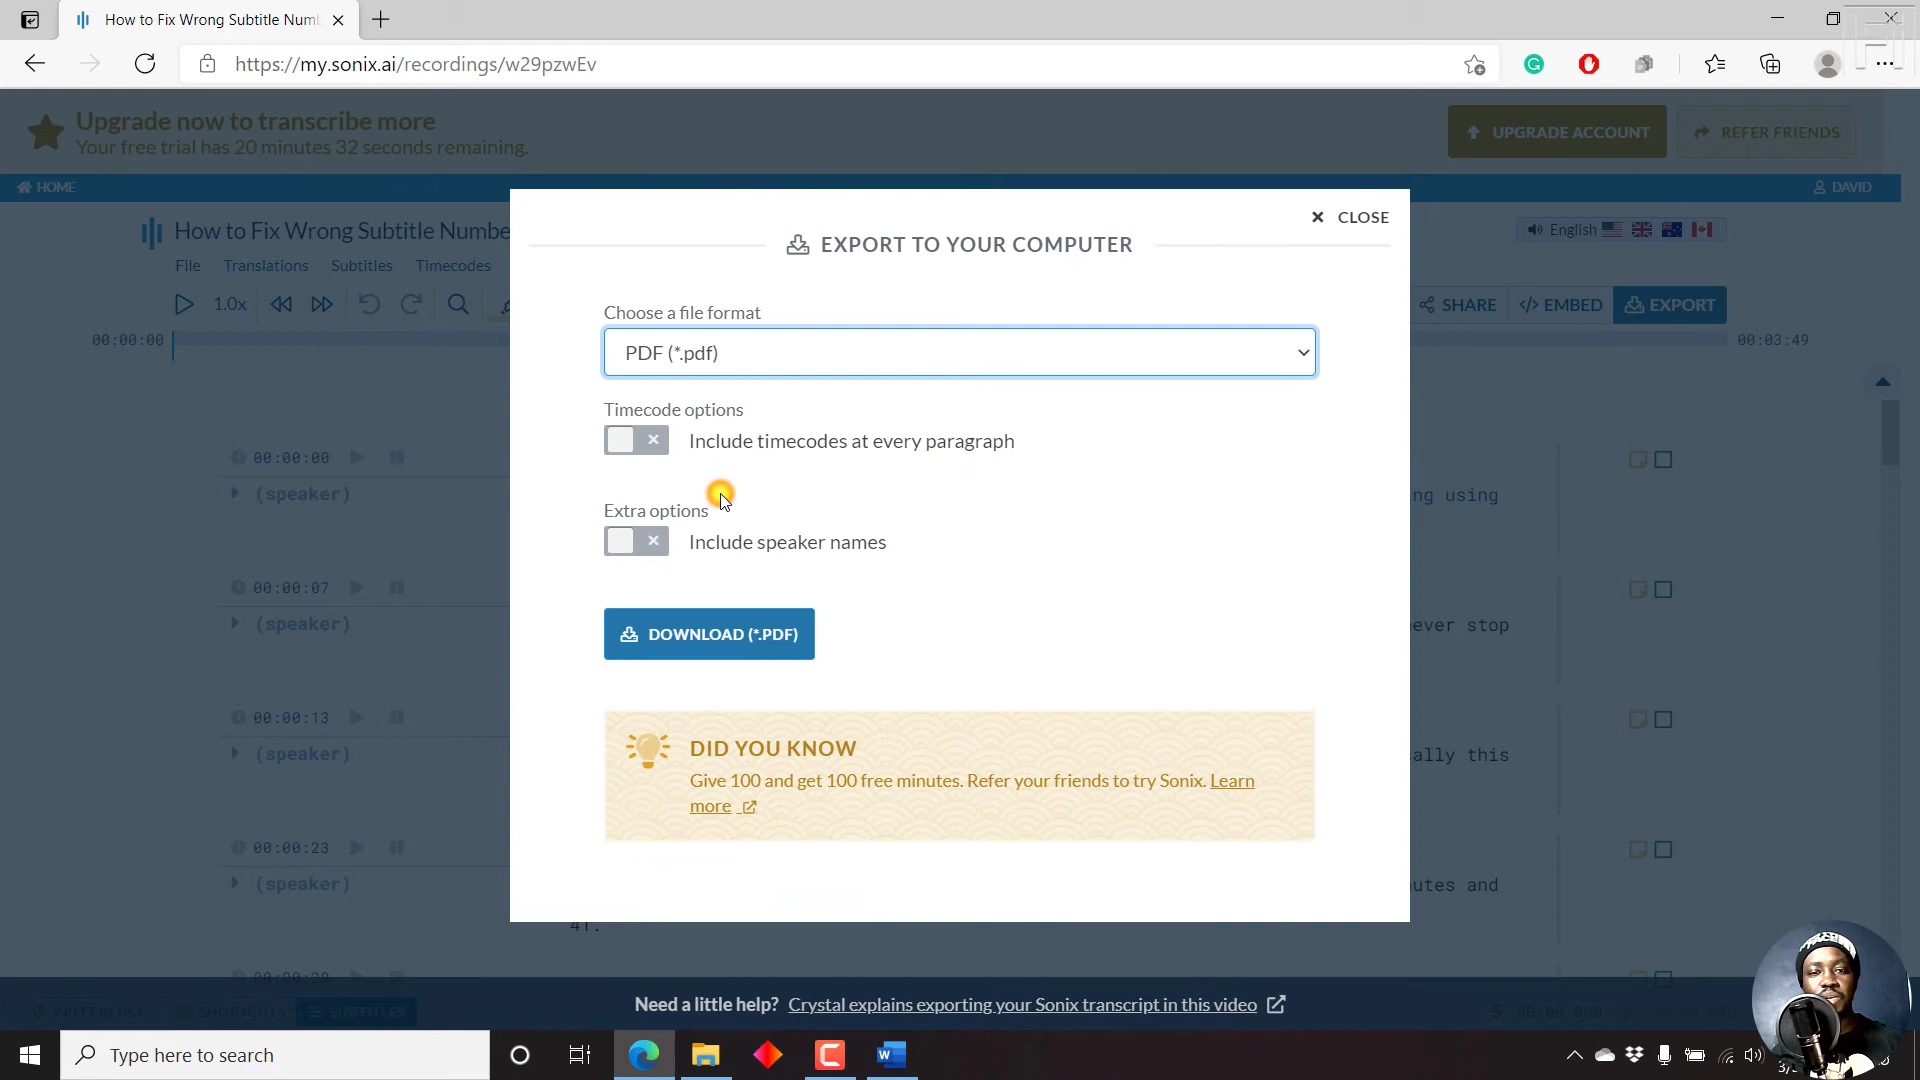 How to Fix Wrong Subtitle Num
https://my.sonix.ai/recordings/w29pzwEv
Upgrade now to transcribe more
Your free trial has 20 minutes 32 seconds remaining.
UPGRADE ACCOUNT
REFER FRIENDS
HOME
DAVID
How to Fix Wrong Subtitle Numbe
English
File Translations Subtitles Timecodes
1.0x
SHARE
EMBED
EXPORT
00:00:00
00:03:49
CLOSE
EXPORT TO YOUR COMPUTER
Choose a file format
PDF (*.pdf)
Timecode options
Include timecodes at every paragraph
Extra options
Include speaker names
DOWNLOAD (*.PDF)
DID YOU KNOW
Give 100 and get 100 free minutes. Refer your friends to try Sonix. Learn
more
00:00:00
(speaker)
ng using
00:00:07
(speaker)
ever stop
00:00:13
(speaker)
cally this
00:00:23
(speaker)
utes and
41.
Need a little help? Crystal explains exporting your Sonix transcript in this video
SUBTITLES
Type here to search